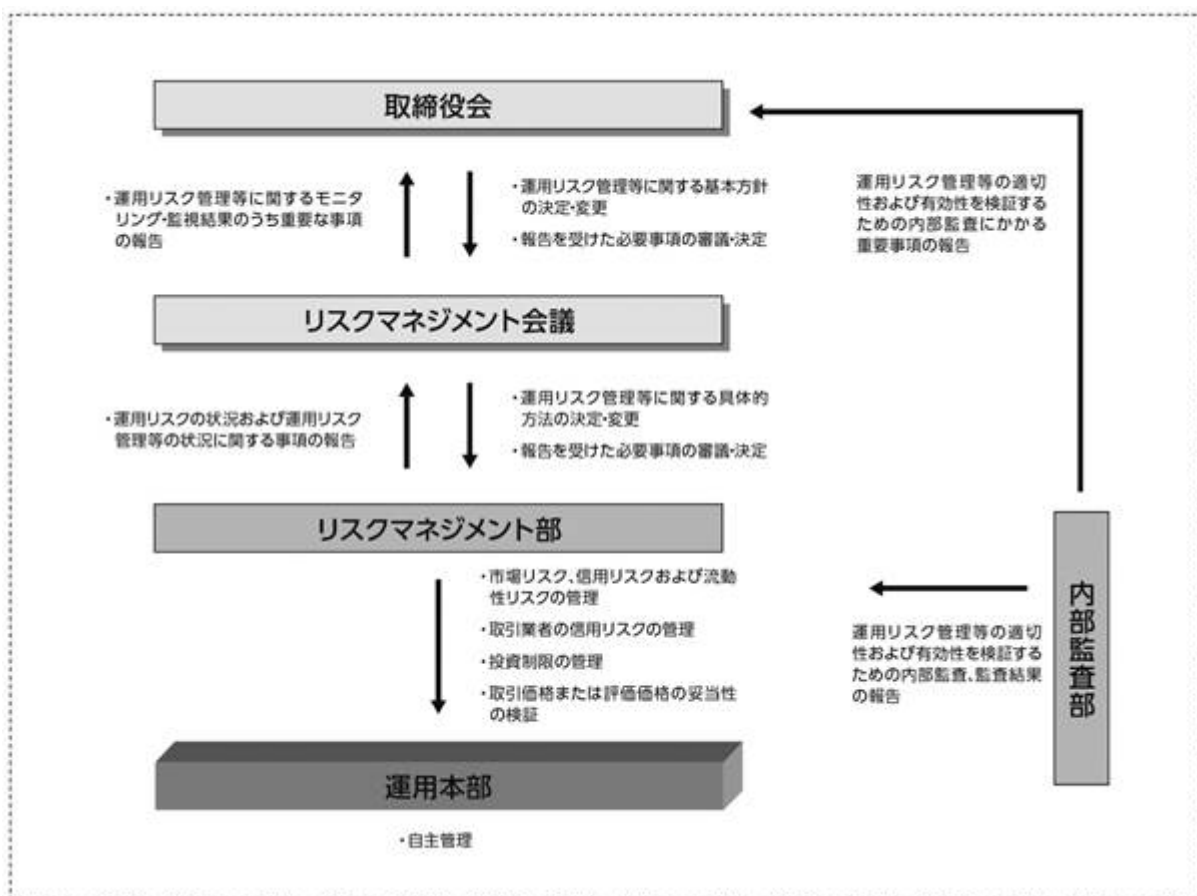 取締役会
・運用リスク管理等に関するモニタ
リング・監視結果のうち重要な事項
の報告
・運用リスク管理等に関する基本方針
の決定・変更
・報告を受けた必要事項の審議・決定
運用リスク管理等の適切
性および有効性を検証する
ための内部監査にかかる
重要事項の報告
リスクマネジメント会議
・運用リスクの状況および運用リスク
管理等の状況に関する事項の報告
・運用リスク管理等に関する具体的
方法の決定・変更
・報告を受けた必要事項の審議・決定
リスクマネジメント部
・市場リスク、信用リスクおよび流動
性リスクの管理
・取引業者の信用リスクの管理
・投資制限の管理
・取引価格または評価価格の妥当性
の検証
運用リスク管理等の適切
性および有効性を検証する
ための内部監査、監査結果
の報告
内部監査部
運用本部
・自主管理